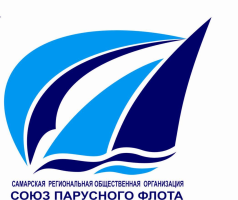 САМАРСКАЯ РЕГИОНАЛЬНАЯ ОБЩЕСТВЕННАЯ ОРГАНИЗАЦИЯ
СОЮЗ ПАРУСНОГО ФЛОТА